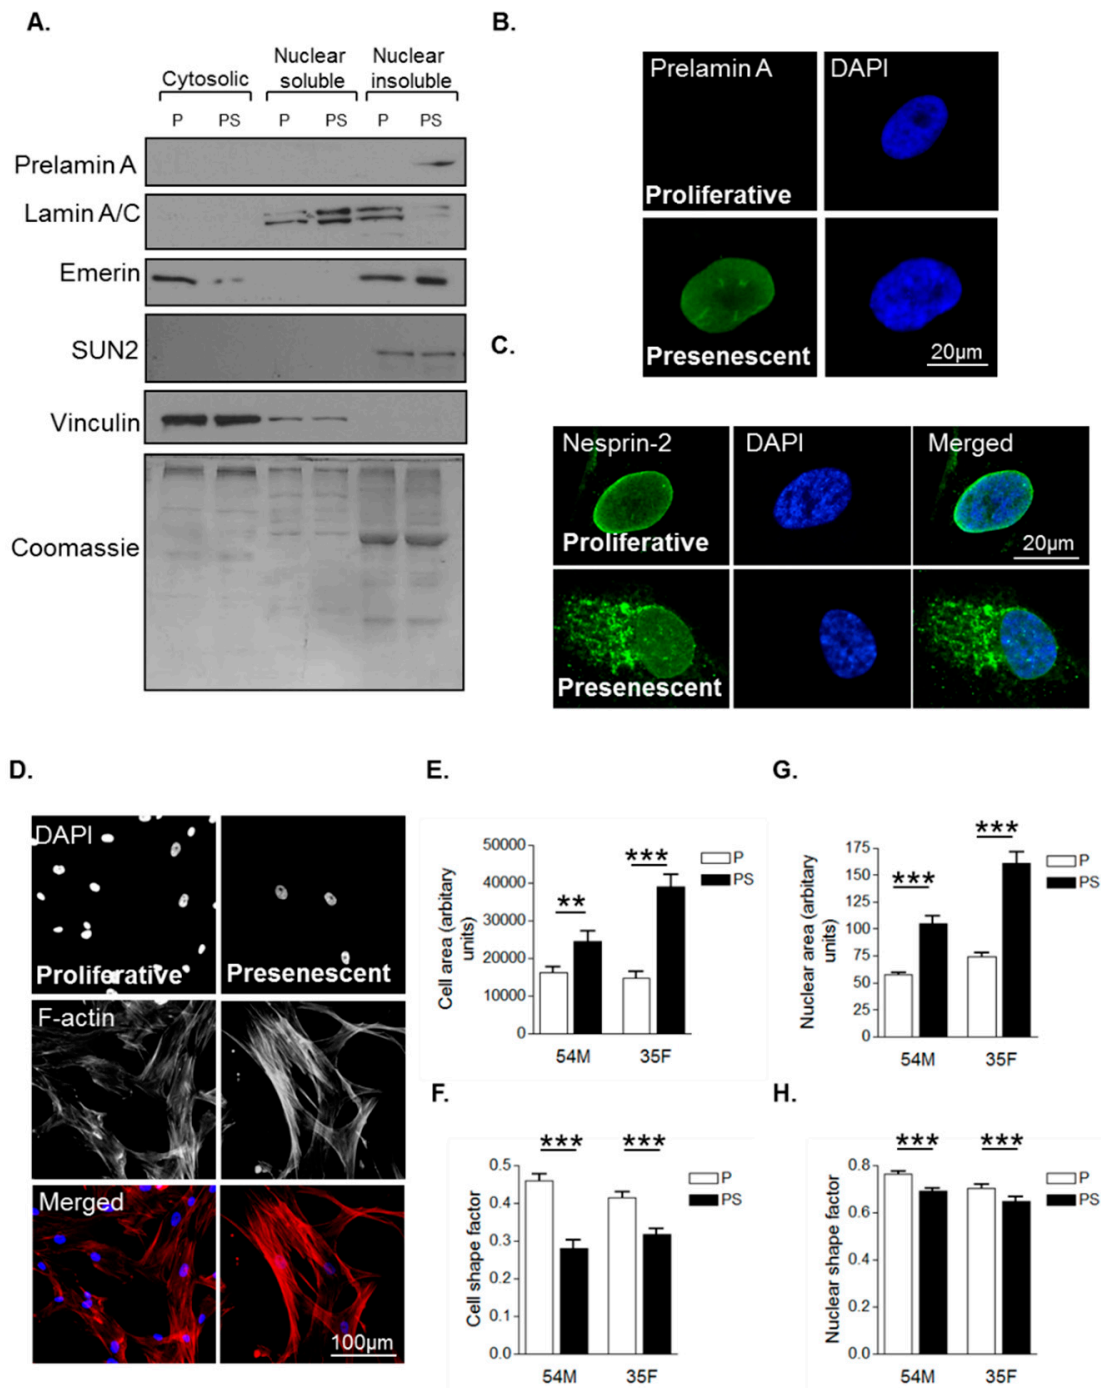 A.
Cytosolic
Nuclear
soluble
Nuclear
insoluble
P PS P PS P PS
Prelamin A
Lamin A/C
Emerin
SUN2
Vinculin
Coomassie
B.
Prelamin A DAPI
Proliferative
Presenescent
20µm
C.
Nesprin-2 DAPI Merged
Proliferative
20µm
Presenescent
D.
DAPI
Proliferative Presenescent
F-actin
Merged
100µm
E.
Cell area (arbitary
units)
50000
40000
30000
20000
10000
0
**
***
P
PS
54M 35F
G.
Nuclear area (arbitary
units)
175
150
125
100
75
50
25
0
***
***
P
PS
54M 35F
F.
Cell shape factor
0.5
0.4
0.3
0.2
0.1
0.0
***
***
P
PS
54M 35F
H.
Nuclear shape factor
0.8
0.6
0.4
0.2
0.0
***
***
P
PS
54M 35F